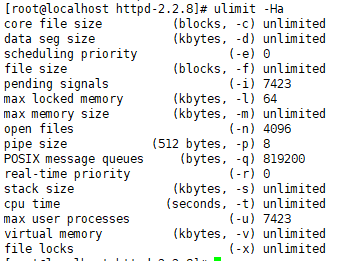 [root@localhost httpd-2.2.8]# ulimit -Ha
core file size (blocks, -c) unlimited
data seg size (kbytes, -d) unlimited
scheduling priority (-e) 0
file size (blocks, -f) unlimited
pending signals (-i) 7423
max locked memory (kbytes, -l) 64
max memory size (kbytes, -m) unlimited
open files (-n) 4096
pipe size (512 bytes, -p) 8
POSIX message queues (bytes, -q) 819200
real-time priority (-r) 0
stack size (kbytes, -s) unlimited
cpu time (seconds, -t) unlimited
max user processes (-u) 7423
virtual memory (kbytes, -v) unlimited
file locks (-x) unlimited
[root@localhost httpd-2.2.8]#